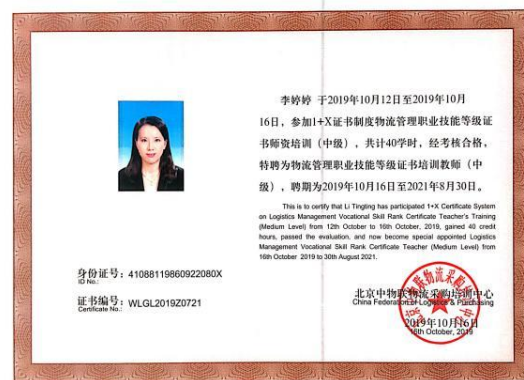 李婷婷 于2019年10月12日至2019年10月
16日，参加1+X证书制度物流管理职业技能等级证
书师资培训（中级），共计40学时，经考核合格，
特聘为物流管理职业技能等级证书培训教师（中
级），聘期为2019年10月16日至2021年8月30日。
This is to certify that Li Tingting has participated 1+X Certificate System
on Logistics Management Vocational Skill Rank Certificate Teacher's Training
(Medium Level) from 12th October to 16th October, 2019, gained 40 credit
hours, passed the evaluation, and now become special appointed Logistics
Management Vocational Skill Rank Certificate Teacher (Medium Level) from
16th October 2019 to 30th August 2021.
身份证号：41088119860922080X
ID No.:
证书编号：WLGL2019Z0721
Certificate No.:
北京中物联物流采购培训中心
China Federation of Logistics & Purchasing
2019年10月16日
16th October, 2019